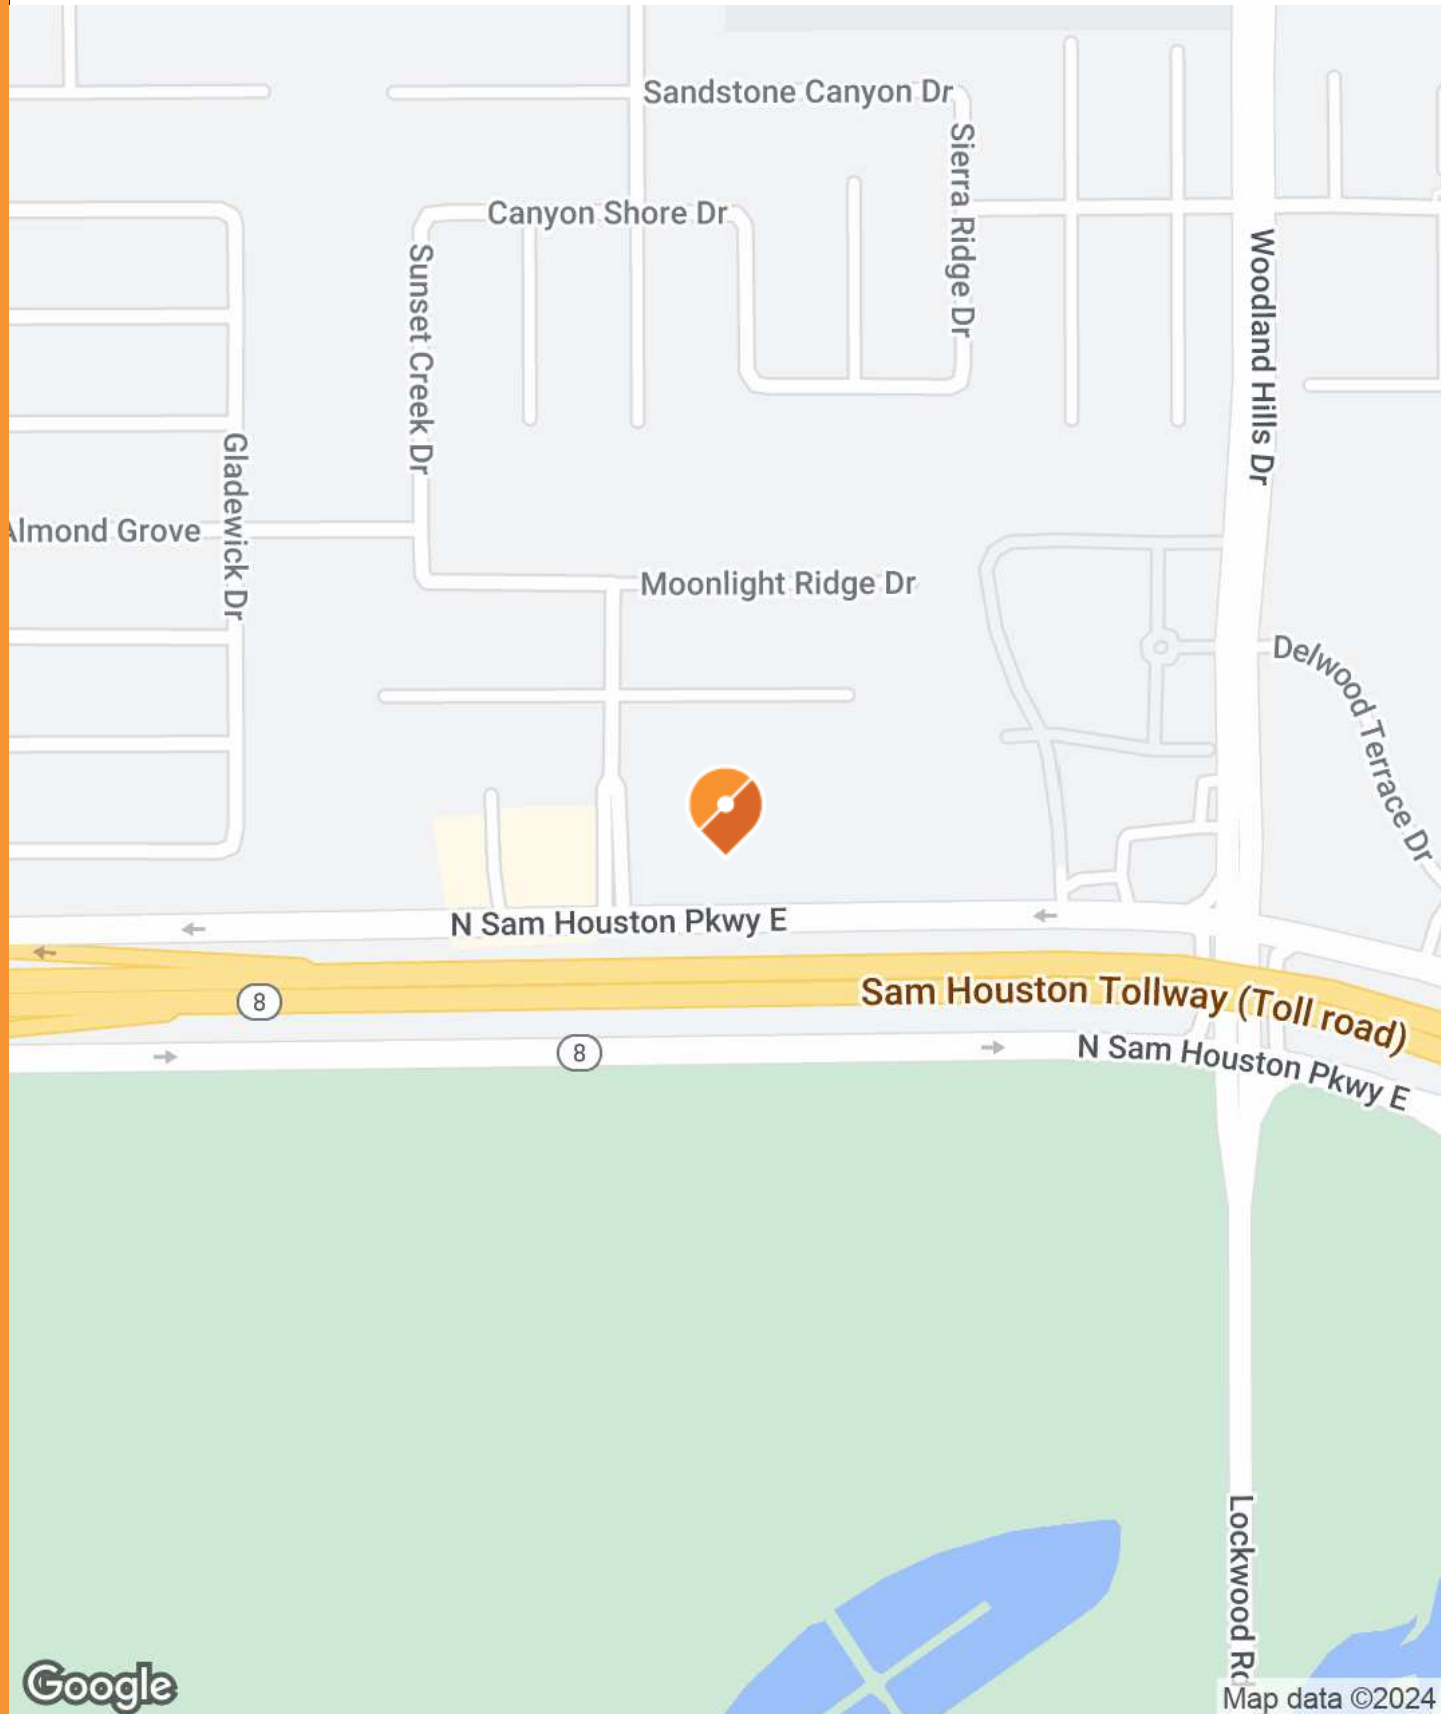 Sandstone Canyon Dr
Sierra Ridge Dr
Canyon Shore Dr
Woodland Hills Dr
Sunset Creek Dr
Gladewick Dr
Almond Grove
Moonlight Ridge Dr
Delwood Terrace Dr
N Sam Houston Pkwy E
Sam Houston Tollway (Toll road)
8
8
N Sam Houston Pkwy E
Lockwood Rd
Google
Map data ©2024